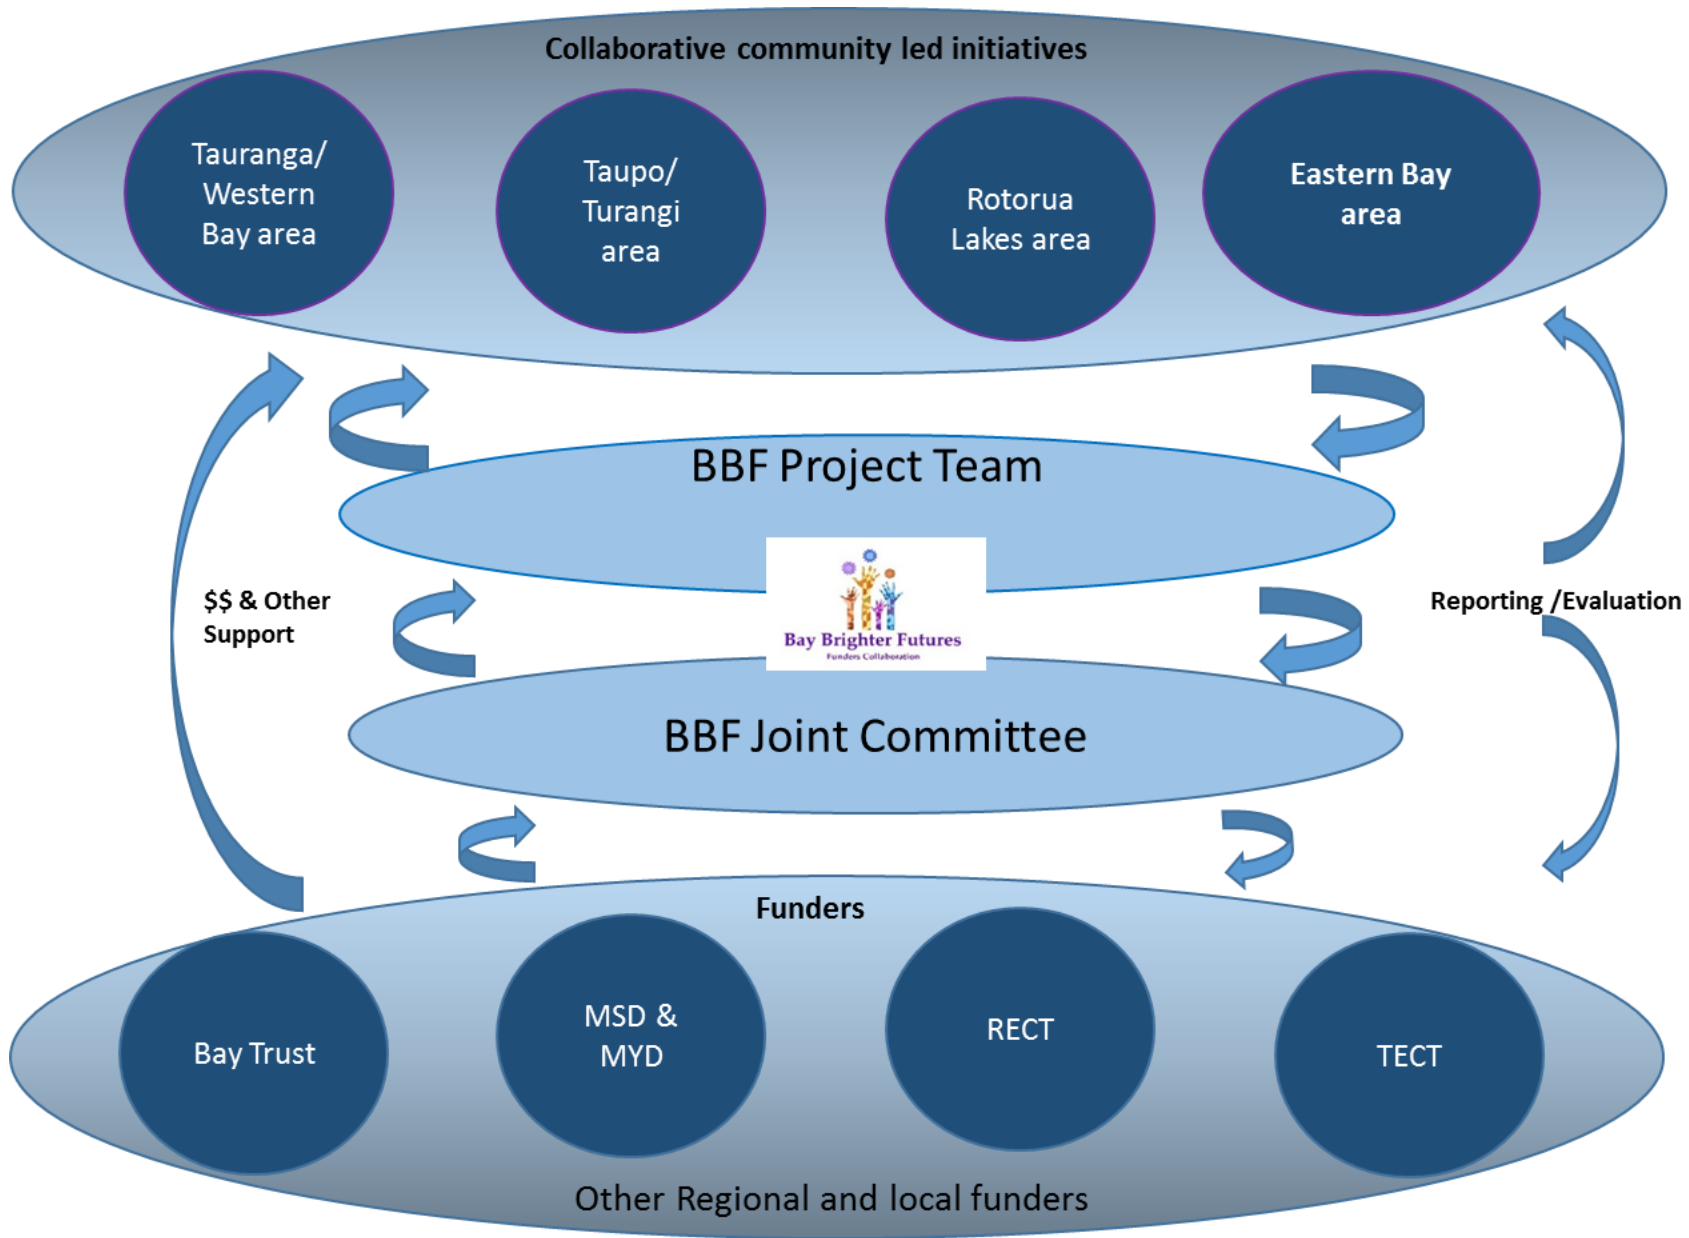 Collaborative community led initiatives
Tauranga/
Western
Bay area
Taupo/
Turangi
area
Rotorua
Lakes area
Eastern Bay
area
BBF Project Team
$$ & Other
Support
Reporting /Evaluation
Bay Brighter Futures
Funders Collaboration
BBF Joint Committee
Funders
Bay Trust
MSD &
MYD
RECT
TECT
Other Regional and local funders